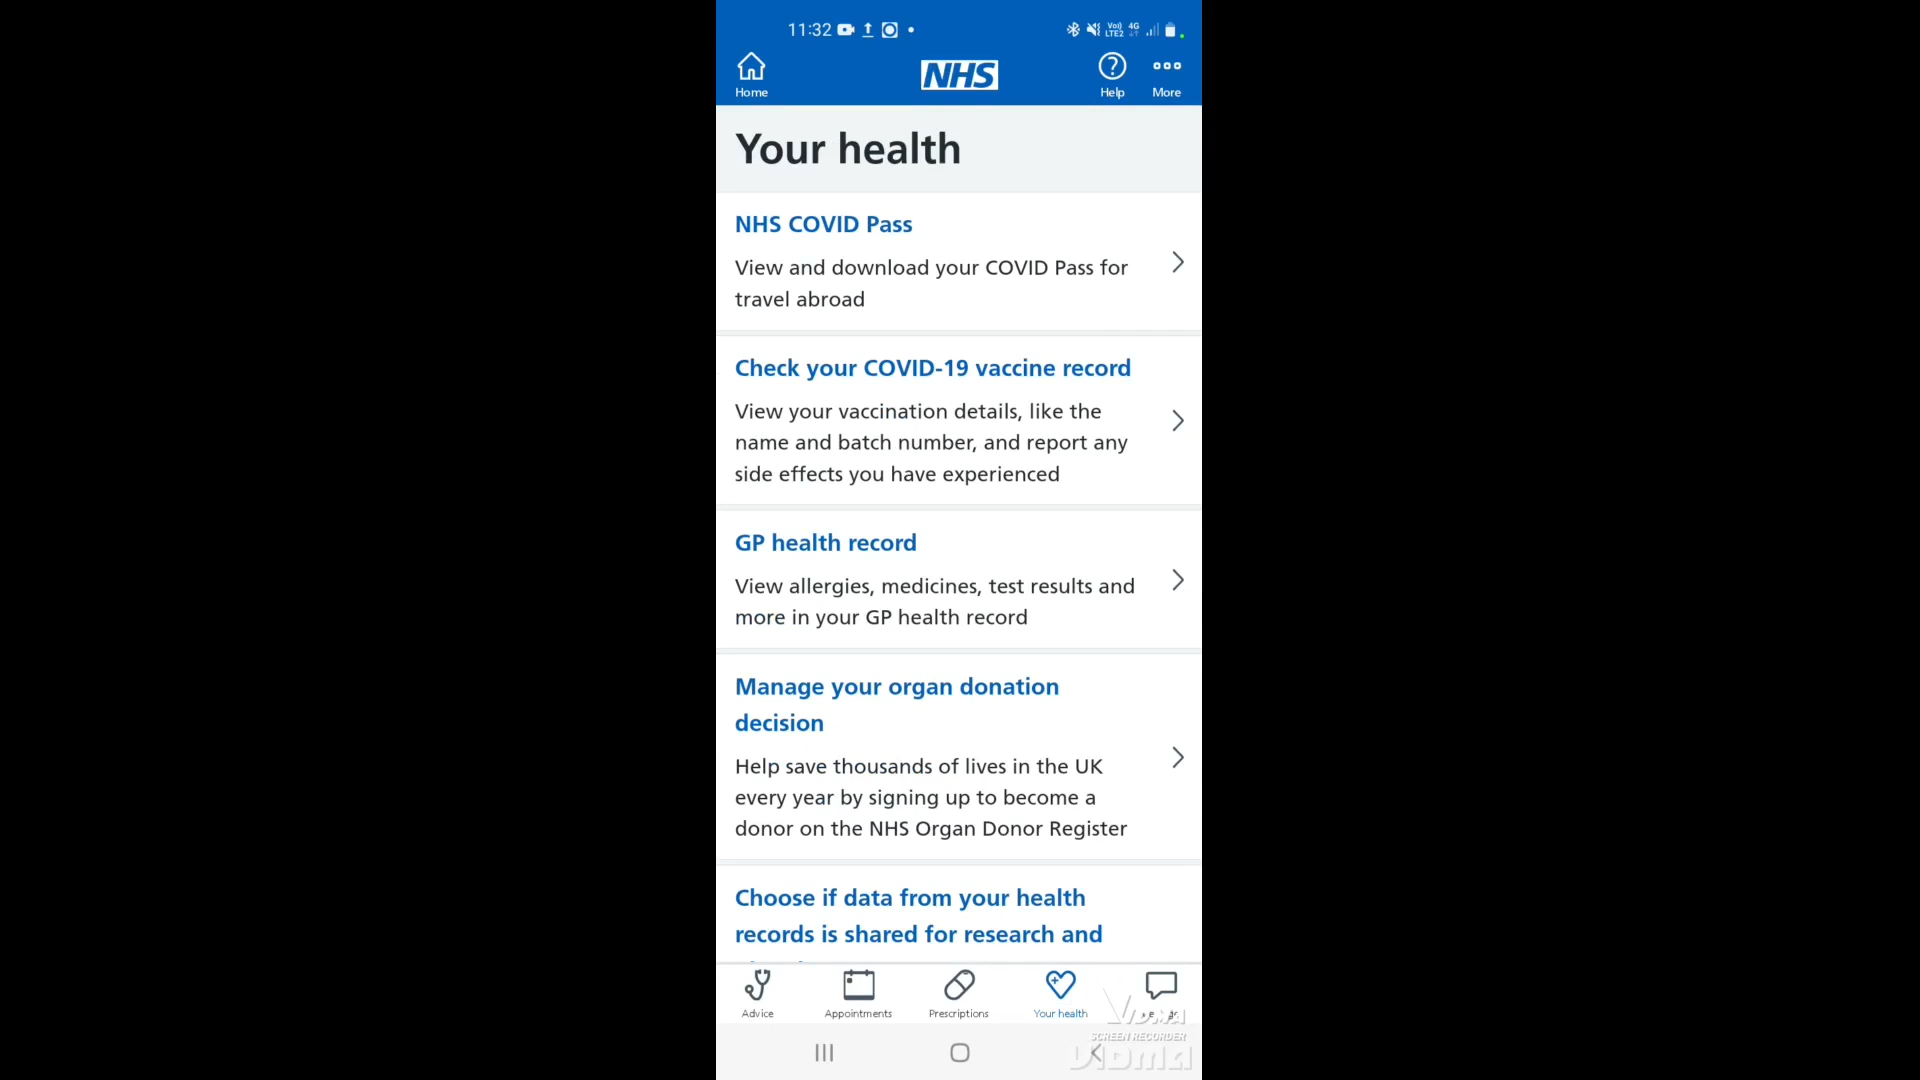 11:32
Vo))
LTE2
4G
Home
NHS
Help
More
Your health
NHS COVID Pass
View and download your COVID Pass for
travel abroad
Check your COVID-19 vaccine record
View your vaccination details, like the
name and batch number, and report any
side effects you have experienced
GP health record
View allergies, medicines, test results and
more in your GP health record
Manage your organ donation
decision
Help save thousands of lives in the UK
every year by signing up to become a
donor on the NHS Organ Donor Register
Choose if data from your health
records is shared for research and
Advice
Appointments
Prescriptions
Your health
VIDMA
SCREEN RECORDER
VIDMA